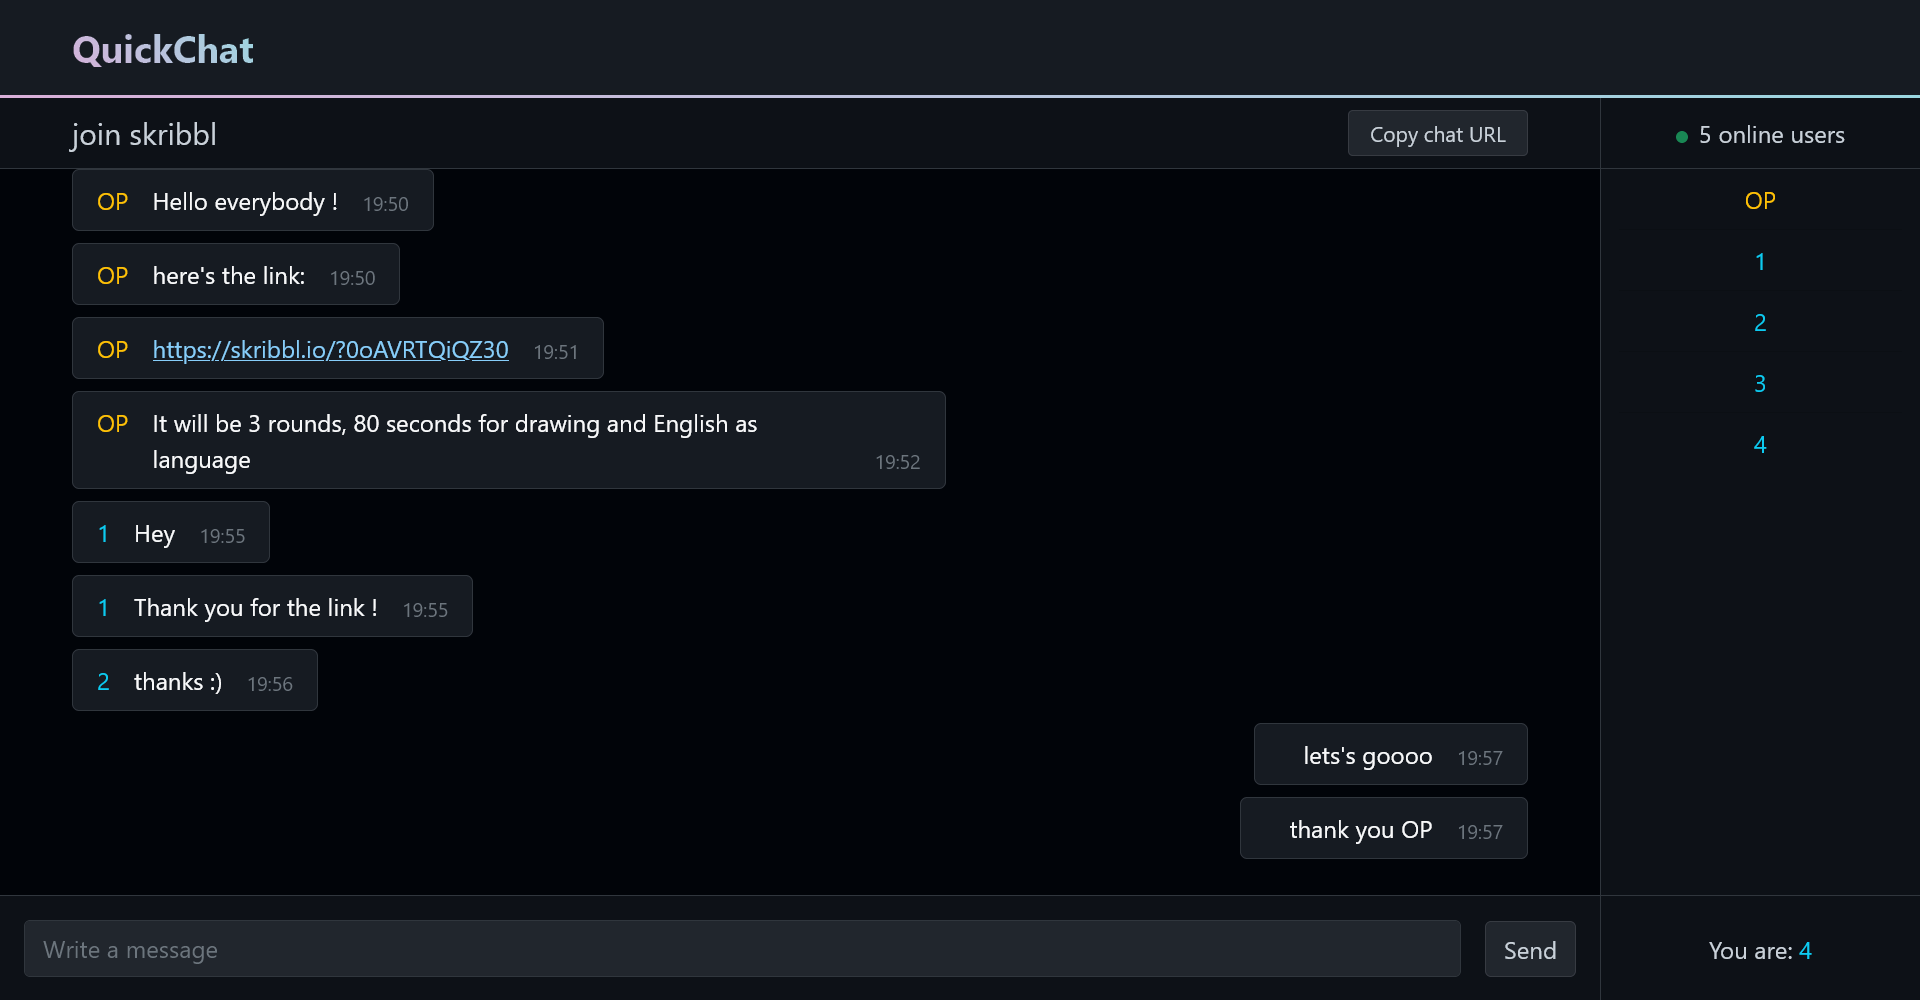 QuickChat
join skribbl
Copy chat URL
5 online users
OP Hello everybody ! 19:50
OP here's the link: 19:50
OP https://skribbl.io/?0oAVRTQiQZ30 19:51
OP It will be 3 rounds, 80 seconds for drawing and English as
language 19:52
1 Hey 19:55
1 Thank you for the link ! 19:55
2 thanks :) 19:56
lets's goooo 19:57
thank you OP 19:57
OP
1
2
3
4
Write a message
Send
You are: 4